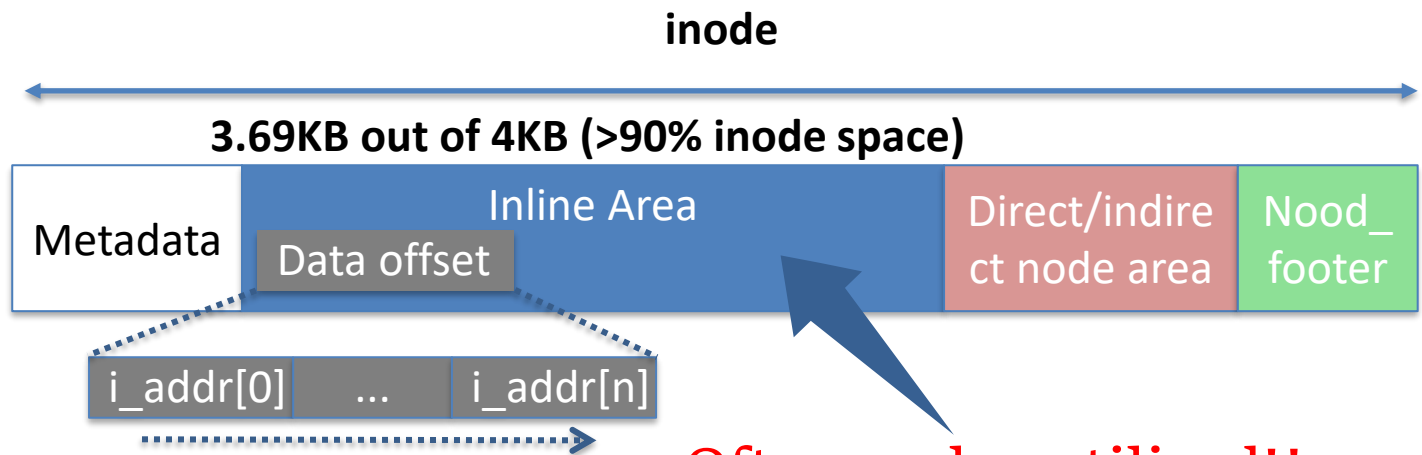 inode
3.69KB out of 4KB (>90% inode space)
Metadata
Inline Area
Data offset
Direct/indire
ct node area
Nood_
footer
i_addr[0]
...
i_addr[n]